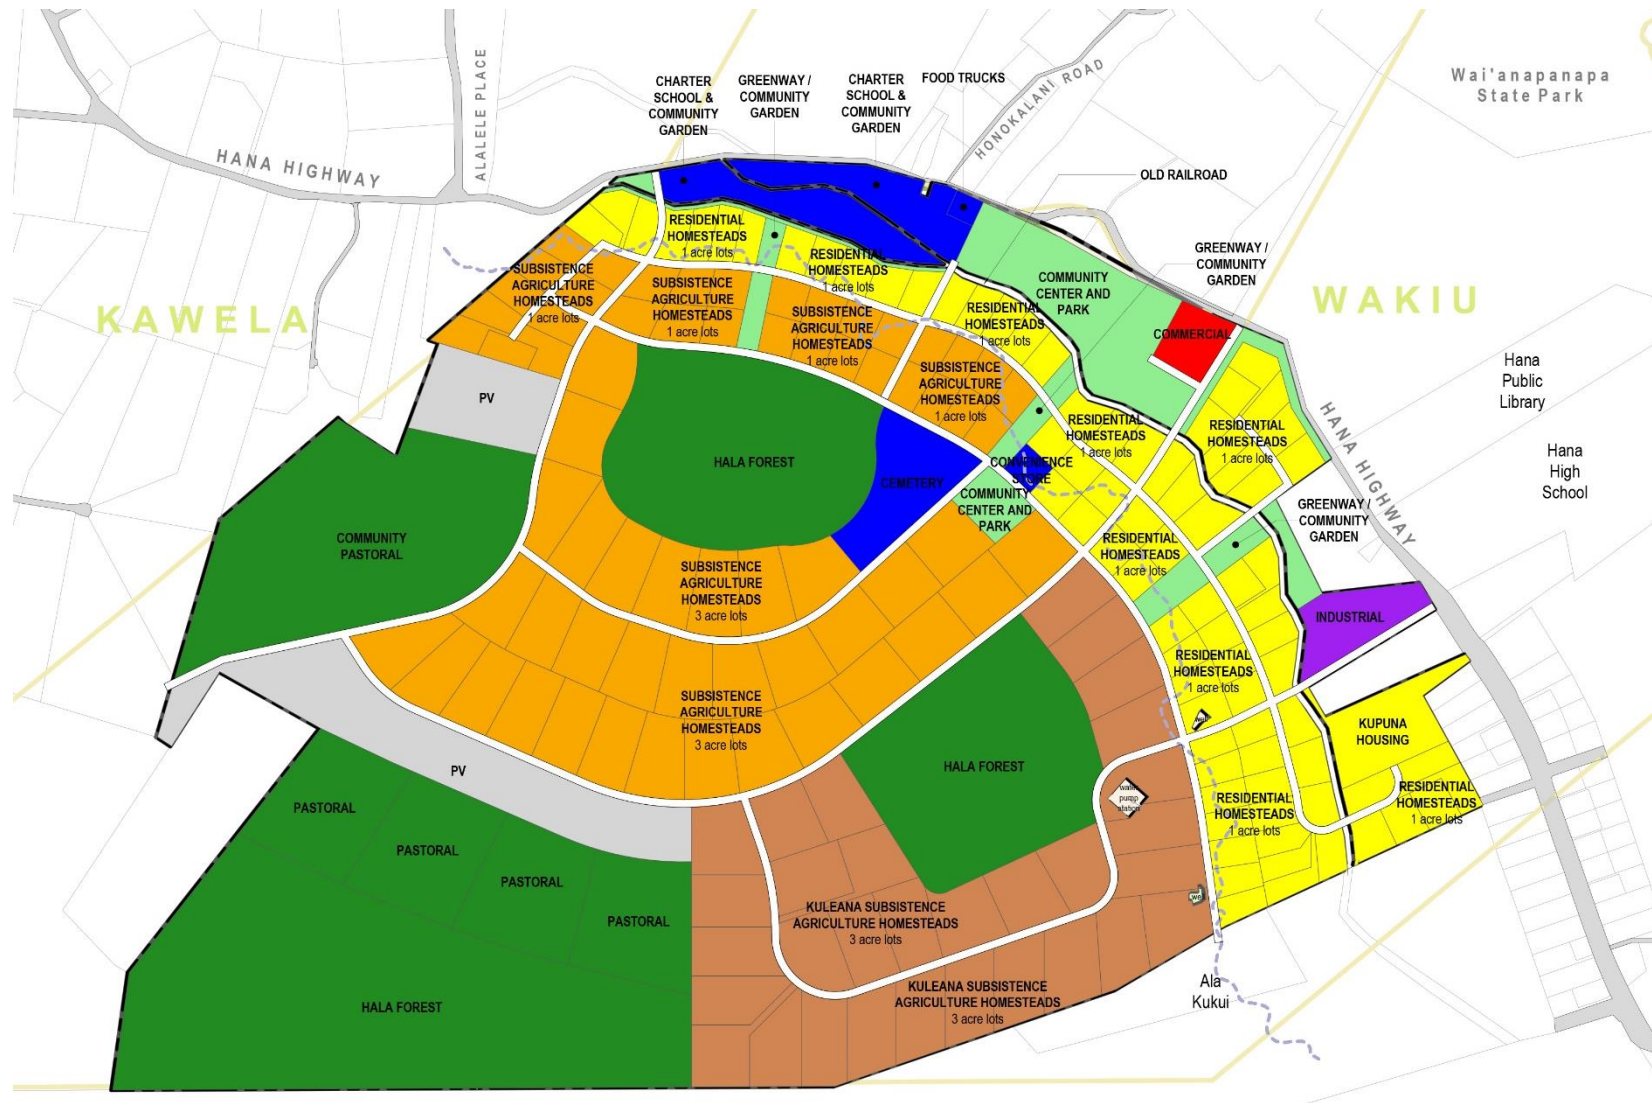 CHARTER
SCHOOL &
COMMUNITY
GARDEN
GREENWAY /
COMMUNITY
GARDEN
CHARTER
SCHOOL &
COMMUNITY
GARDEN
FOOD TRUCKS
HONOKALANI ROAD
Wai'anapanapa
State Park
ALALELE PLACE
HANA HIGHWAY
OLD RAILROAD
RESIDENTIAL
HOMESTEADS
1 acre lots
RESIDENTIAL
HOMESTEADS
1 acre lots
GREENWAY /
COMMUNITY
GARDEN
SUBSISTENCE
AGRICULTURE
HOMESTEADS
1 acre lots
SUBSISTENCE
AGRICULTURE
HOMESTEADS
1 acre lots
SUBSISTENCE
AGRICULTURE
HOMESTEADS
1 acre lots
COMMUNITY
CENTER AND
PARK
RESIDENTIAL
HOMESTEADS
1 acre lots
COMMERCIAL
KAWELA
WAKIU
SUBSISTENCE
AGRICULTURE
HOMESTEADS
1 acre lots
Hana
Public
Library
PV
RESIDENTIAL
HOMESTEADS
1 acre lots
RESIDENTIAL
HOMESTEADS
1 acre lots
HANA HIGHWAY
Hana
High
School
HALA FOREST
CEMETERY
CONVENIENCE
STORE
COMMUNITY
CENTER AND
PARK
GREENWAY /
COMMUNITY
GARDEN
COMMUNITY
PASTORAL
RESIDENTIAL
HOMESTEADS
1 acre lots
SUBSISTENCE
AGRICULTURE
HOMESTEADS
3 acre lots
INDUSTRIAL
RESIDENTIAL
HOMESTEADS
1 acre lots
SUBSISTENCE
AGRICULTURE
HOMESTEADS
3 acre lots
KUPUNA
HOUSING
PV
HALA FOREST
water
pump
station
PASTORAL
PASTORAL
PASTORAL
PASTORAL
RESIDENTIAL
HOMESTEADS
1 acre lots
RESIDENTIAL
HOMESTEADS
1 acre lots
KULEANA SUBSISTENCE
AGRICULTURE HOMESTEADS
3 acre lots
KULEANA SUBSISTENCE
AGRICULTURE HOMESTEADS
3 acre lots
HALA FOREST
Ala
Kukui